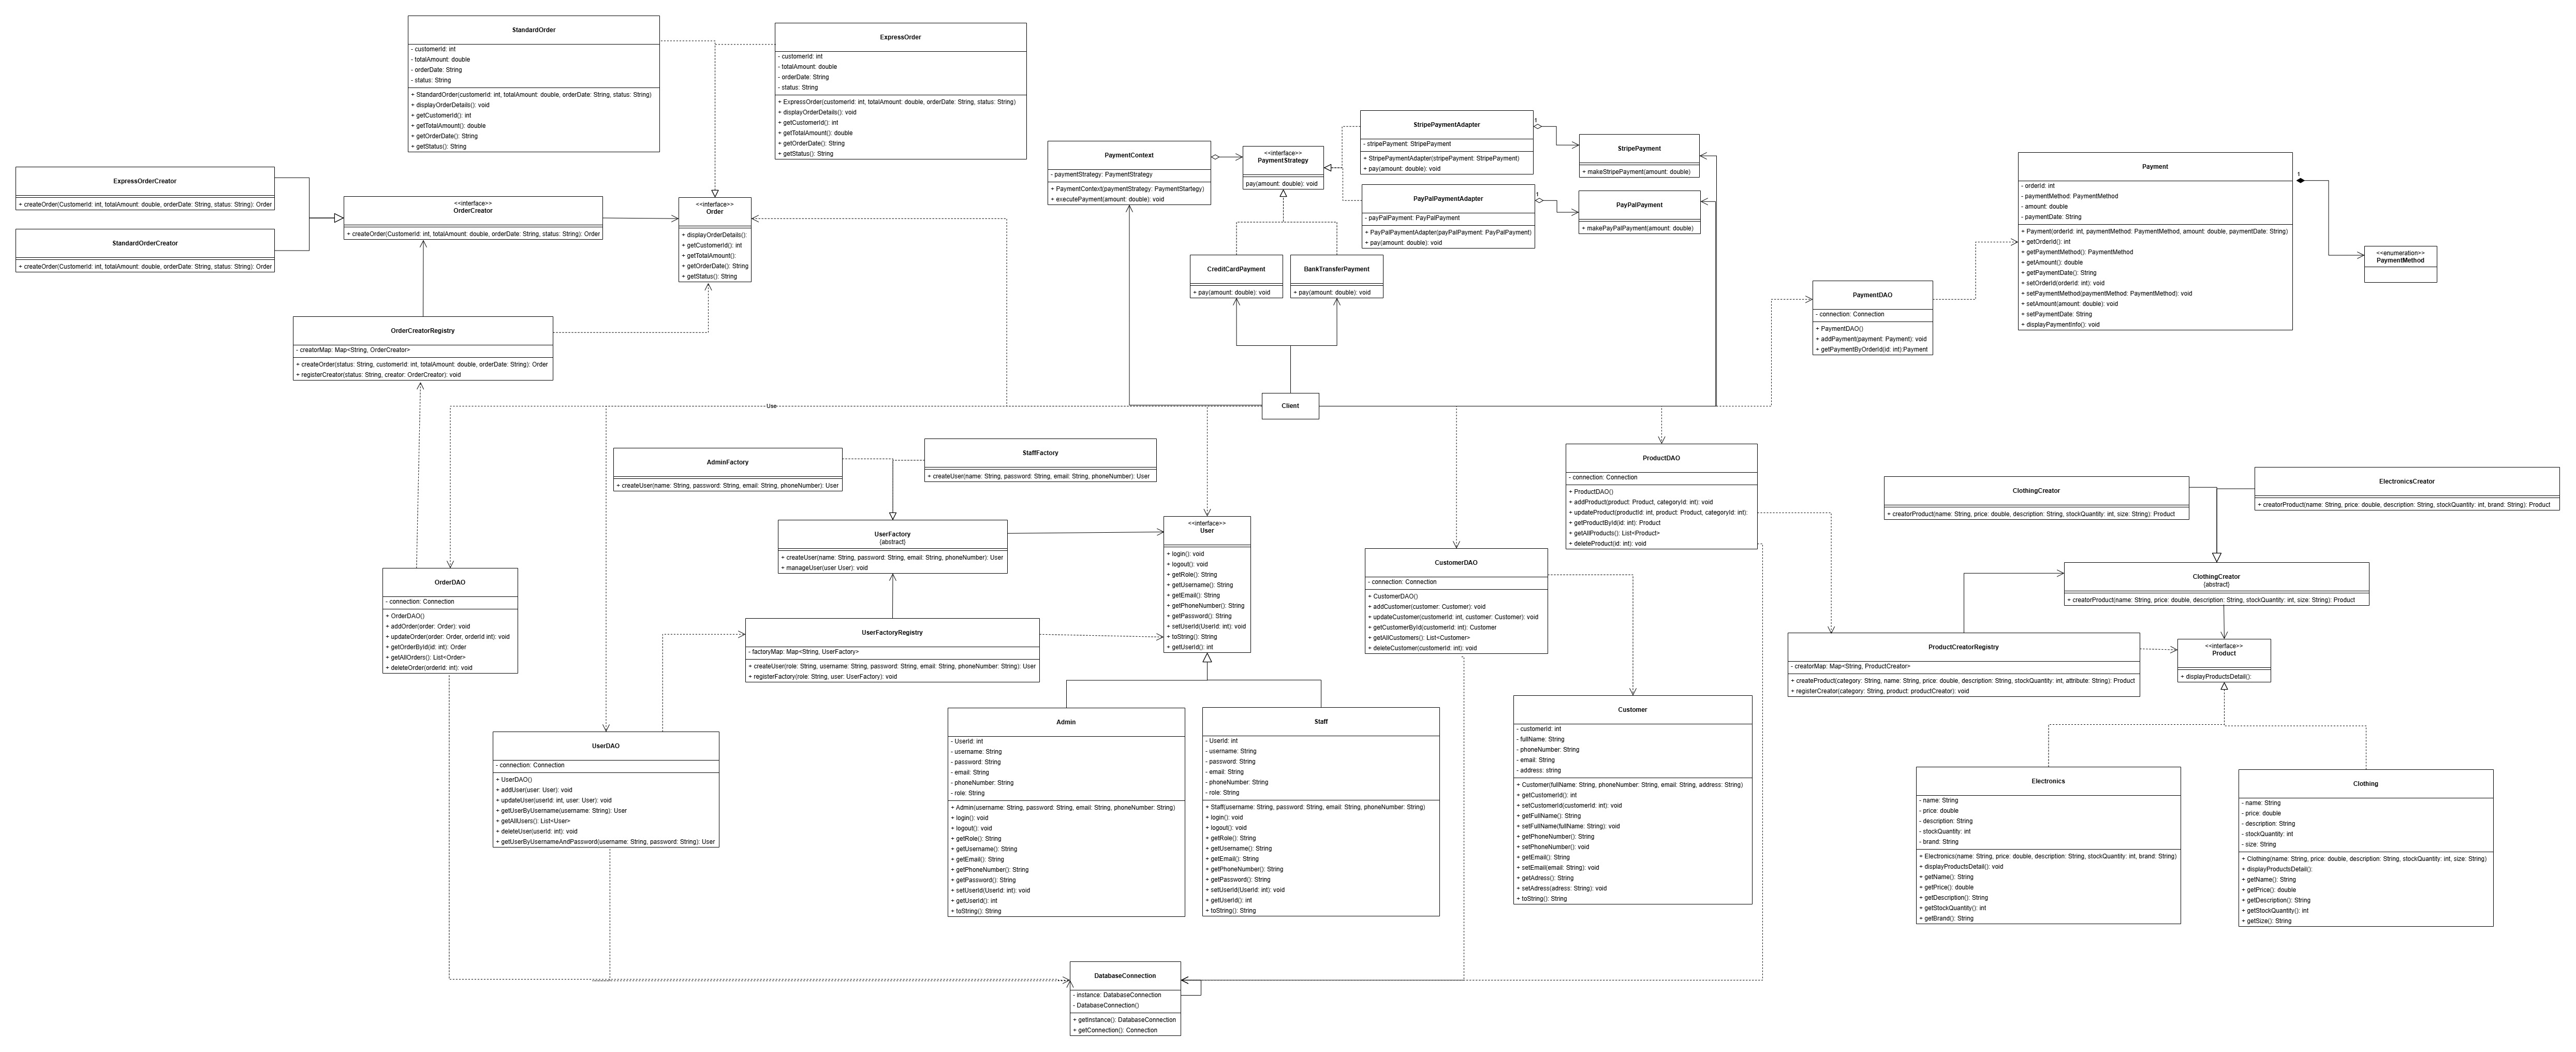 StandardOrder
- customerId: int
- totalAmount: double
- orderDate: String
- status: String
+ StandardOrder(customerId: int, totalAmount: double, orderDate: String, status: String)
+ displayOrderDetails(): void
+ getCustomerId(): int
+ getTotalAmount(): double
+ getOrderDate(): String
+ getStatus(): String
ExpressOrder
- customerId: int
- totalAmount: double
- orderDate: String
- status: String
+ ExpressOrder(customerId: int, totalAmount: double, orderDate: String, status: String)
+ displayOrderDetails(): void
+ getCustomerId(): int
+ getTotalAmount(): double
+ getOrderDate(): String
+ getStatus(): String
ExpressOrderCreator
+ createOrder(CustomerId: int, totalAmount: double, orderDate: String, status: String): Order
StandardOrderCreator
+ createOrder(CustomerId: int, totalAmount: double, orderDate: String, status: String): Order
<<interface>>
OrderCreator
+ createOrder(CustomerId: int, totalAmount: double, orderDate: String, status: String): Order
<<interface>>
Order
+ displayOrderDetails():
+ getCustomerId(): int
+ getTotalAmount():
+ getOrderDate(): String
+ getStatus(): String
OrderCreatorRegistry
- creatorMap: Map<String, OrderCreator>
+ createOrder(status: String, customerId: int, totalAmount: double, orderDate: String): Order
+ registerCreator(status: String, creator: OrderCreator): void
PaymentContext
- paymentStrategy: PaymentStrategy
+ PaymentContext(paymentStrategy: PaymentStartegy)
+ executePayment(amount: double): void
<<interface>>
PaymentStrategy
pay(amount: double): void
StripePaymentAdapter
- stripePayment: StripePayment
+ StripePaymentAdapter(stripePayment: StripePayment)
+ pay(amount: double): void
1
StripePayment
+ makeStripePayment(amount: double)
PayPalPaymentAdapter
- payPalPayment: PayPalPayment
+ PayPalPaymentAdapter(payPalPayment: PayPalPayment)
+ pay(amount: double): void
1
PayPalPayment
+ makePayPalPayment(amount: double)
CreditCardPayment
+ pay(amount: double): void
BankTransferPayment
+ pay(amount: double): void
Payment
- orderId: int
- paymentMethod: PaymentMethod
- amount: double
- paymentDate: String
+ Payment(orderId: int, paymentMethod: PaymentMethod, amount: double, paymentDate: String)
+ getOrderId(): int
+ getPaymentMethod(): PaymentMethod
+ getAmount(): double
+ getPaymentDate(): String
+ setOrderId(orderId: int): void
+ setPaymentMethod(paymentMethod: PaymentMethod): void
+ setAmount(amount: double): void
+ setPaymentDate: String
+ displayPaymentInfo(): void
1
<<enumeration>>
PaymentMethod
PaymentDAO
- connection: Connection
+ PaymentDAO()
+ addPayment(payment: Payment): void
+ getPaymentByOrderId(id: int):Payment
Client
Use
AdminFactory
+ createUser(name: String, password: String, email: String, phoneNumber): User
StaffFactory
+ createUser(name: String, password: String, email: String, phoneNumber): User
UserFactory
{abstract}
+ createUser(name: String, password: String, email: String, phoneNumber): User
+ manageUser(user User): void
<<interface>>
User
+ login(): void
+ logout(): void
+ getRole(): String
+ getUsername(): String
+ getEmail(): String
+ getPhoneNumber(): String
+ getPassword(): String
+ setUserId(UserId: int): void
+ toString(): String
+ getUserId(): int
UserFactoryRegistry
- factoryMap: Map<String, UserFactory>
+ createUser(role: String, username: String, password: String, email: String, phoneNumber: String): User
+ registerFactory(role: String, user: UserFactory): void
OrderDAO
- connection: Connection
+ OrderDAO()
+ addOrder(order: Order): void
+ updateOrder(order: Order, orderId int): void
+ getOrderById(id: int): Order
+ getAllOrders(): List<Order>
+ deleteOrder(orderId: int): void
UserDAO
- connection: Connection
+ UserDAO()
+ addUser(user: User): void
+ updateUser(userId: int, user: User): void
+ getUserByUsername(username: String): User
+ getAllUsers(): List<User>
+ deleteUser(userId: int): void
+ getUserByUsernameAndPassword(username: String, password: String): User
Admin
- UserId: int
- username: String
- password: String
- email: String
- phoneNumber: String
- role: String
+ Admin(username: String, password: String, email: String, phoneNumber: String)
+ login(): void
+ logout(): void
+ getRole(): String
+ getUsername(): String
+ getEmail(): String
+ getPhoneNumber(): String
+ getPassword(): String
+ setUserId(UserId: int): void
+ getUserId(): int
+ toString(): String
Staff
- UserId: int
- username: String
- password: String
- email: String
- phoneNumber: String
- role: String
+ Staff(username: String, password: String, email: String, phoneNumber: String)
+ login(): void
+ logout(): void
+ getRole(): String
+ getUsername(): String
+ getEmail(): String
+ getPhoneNumber(): String
+ getPassword(): String
+ setUserId(UserId: int): void
+ getUserId(): int
+ toString(): String
CustomerDAO
- connection: Connection
+ CustomerDAO()
+ addCustomer(customer: Customer): void
+ updateCustomer(customerId: int, customer: Customer): void
+ getCustomerById(customerId: int): Customer
+ getAllCustomers(): List<Customer>
+ deleteCustomer(customerId: int): void
ProductDAO
- connection: Connection
+ ProductDAO()
+ addProduct(product: Product, categoryId: int): void
+ updateProduct(productId: int, product: Product, categoryId: int):
+ getProductById(id: int): Product
+ getAllProducts(): List<Product>
+ deleteProduct(id: int): void
Customer
- customerId: int
- fullName: String
- phoneNumber: String
- email: String
- address: string
+ Customer(fullName: String, phoneNumber: String, email: String, address: String)
+ getCustomerId(): int
+ setCustomerId(customerId: int): void
+ getFullName(): String
+ setFullName(fullName: String): void
+ getPhoneNumber(): String
+ setPhoneNumber(): void
+ getEmail(): String
+ setEmail(email: String): void
+ getAdress(): String
+ setAdress(adress: String): void
+ toString(): String
ClothingCreator
+ creatorProduct(name: String, price: double, description: String, stockQuantity: int, size: String): Product
ElectronicsCreator
+ creatorProduct(name: String, price: double, description: String, stockQuantity: int, brand: String): Product
ClothingCreator
{abstract}
+ creatorProduct(name: String, price: double, description: String, stockQuantity: int, size: String): Product
ProductCreatorRegistry
- creatorMap: Map<String, ProductCreator>
+ createProduct(category: String, name: String, price: double, description: String, stockQuantity: int, attribute: String): Product
+ registerCreator(category: String, product: productCreator): void
<<interface>>
Product
+ displayProductsDetail():
Electronics
- name: String
- price: double
- description: String
- stockQuantity: int
- brand: String
+ Electronics(name: String, price: double, description: String, stockQuantity: int, brand: String)
+ displayProductsDetail(): void
+ getName(): String
+ getPrice(): double
+ getDescription(): String
+ getStockQuantity(): int
+ getBrand(): String
Clothing
- name: String
- price: double
- description: String
- stockQuantity: int
- size: String
+ Clothing(name: String, price: double, description: String, stockQuantity: int, size: String)
+ displayProductsDetail():
+ getName(): String
+ getPrice(): double
+ getDescription(): String
+ getStockQuantity(): int
+ getSize(): String
DatabaseConnection
- instance: DatabaseConnection
- DatabaseConnection()
+ getInstance(): DatabaseConnection
+ getConnection(): Connection